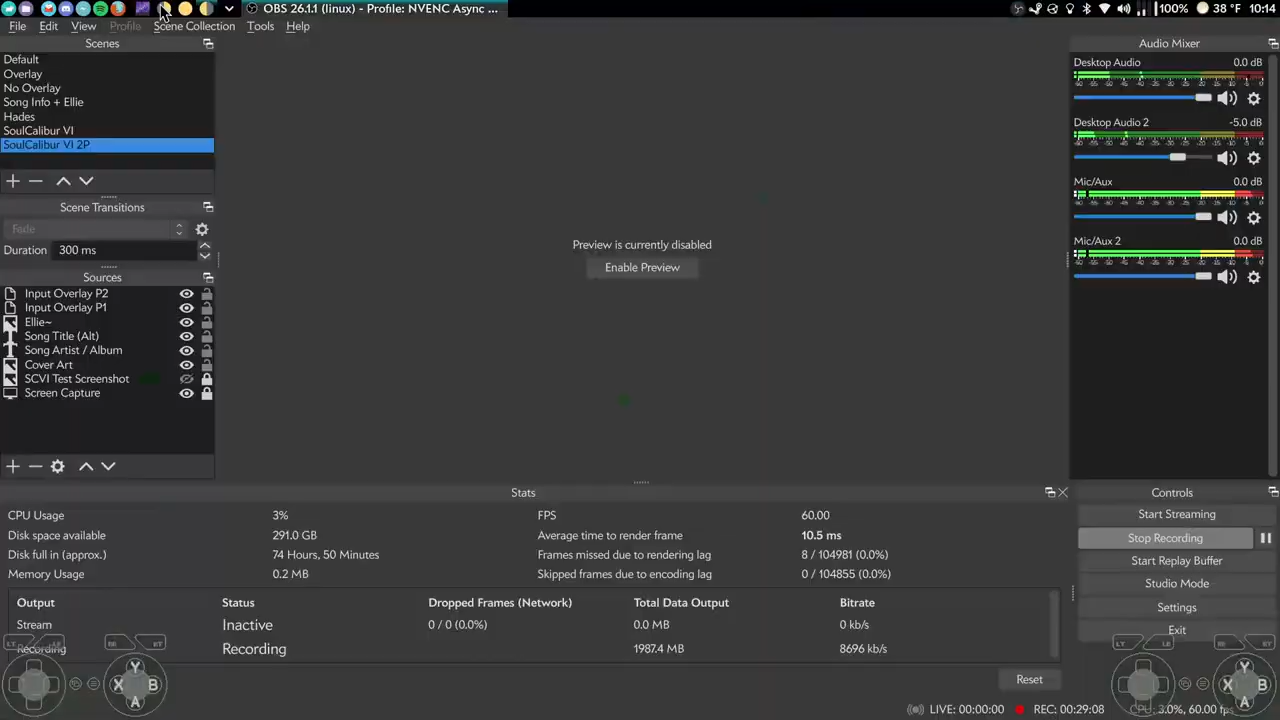 OBS 26.1.1 (linux) - Profile: NVENC Async ...
100%
38 °F
10:14
File Edit View Profile Scene Collection Tools Help
Scenes
Default
Overlay
No Overlay
Song Info + Ellie
Hades
SoulCalibur VI
SoulCalibur VI 2P
Scene Transitions
Fade
Duration 300 ms
Sources
Input Overlay P2
Input Overlay P1
Ellie~
Song Title (Alt)
Song Artist / Album
Cover Art
SCVI Test Screenshot
Screen Capture
Preview is currently disabled
Enable Preview
Audio Mixer
Desktop Audio 0.0 dB
Desktop Audio 2 -5.0 dB
Mic/Aux 0.0 dB
Mic/Aux 2 0.0 dB
Stats
CPU Usage 3% FPS 60.00
Disk space available 291.0 GB Average time to render frame 10.5 ms
Disk full in (approx.) 74 Hours, 50 Minutes Frames missed due to rendering lag 8 / 104981 (0.0%)
Memory Usage 0.2 MB Skipped frames due to encoding lag 0 / 104855 (0.0%)
Output Status Dropped Frames (Network) Total Data Output Bitrate
Stream Inactive 0 / 0 (0.0%) 0.0 MB 0 kb/s
Recording Recording 1987.4 MB 8696 kb/s
Reset
Controls
Start Streaming
Stop Recording
Start Replay Buffer
Studio Mode
Settings
Exit
X Y B A
X Y B A
LIVE: 00:00:00 REC: 00:29:08 CPU: 3.0%, 60.00 fps